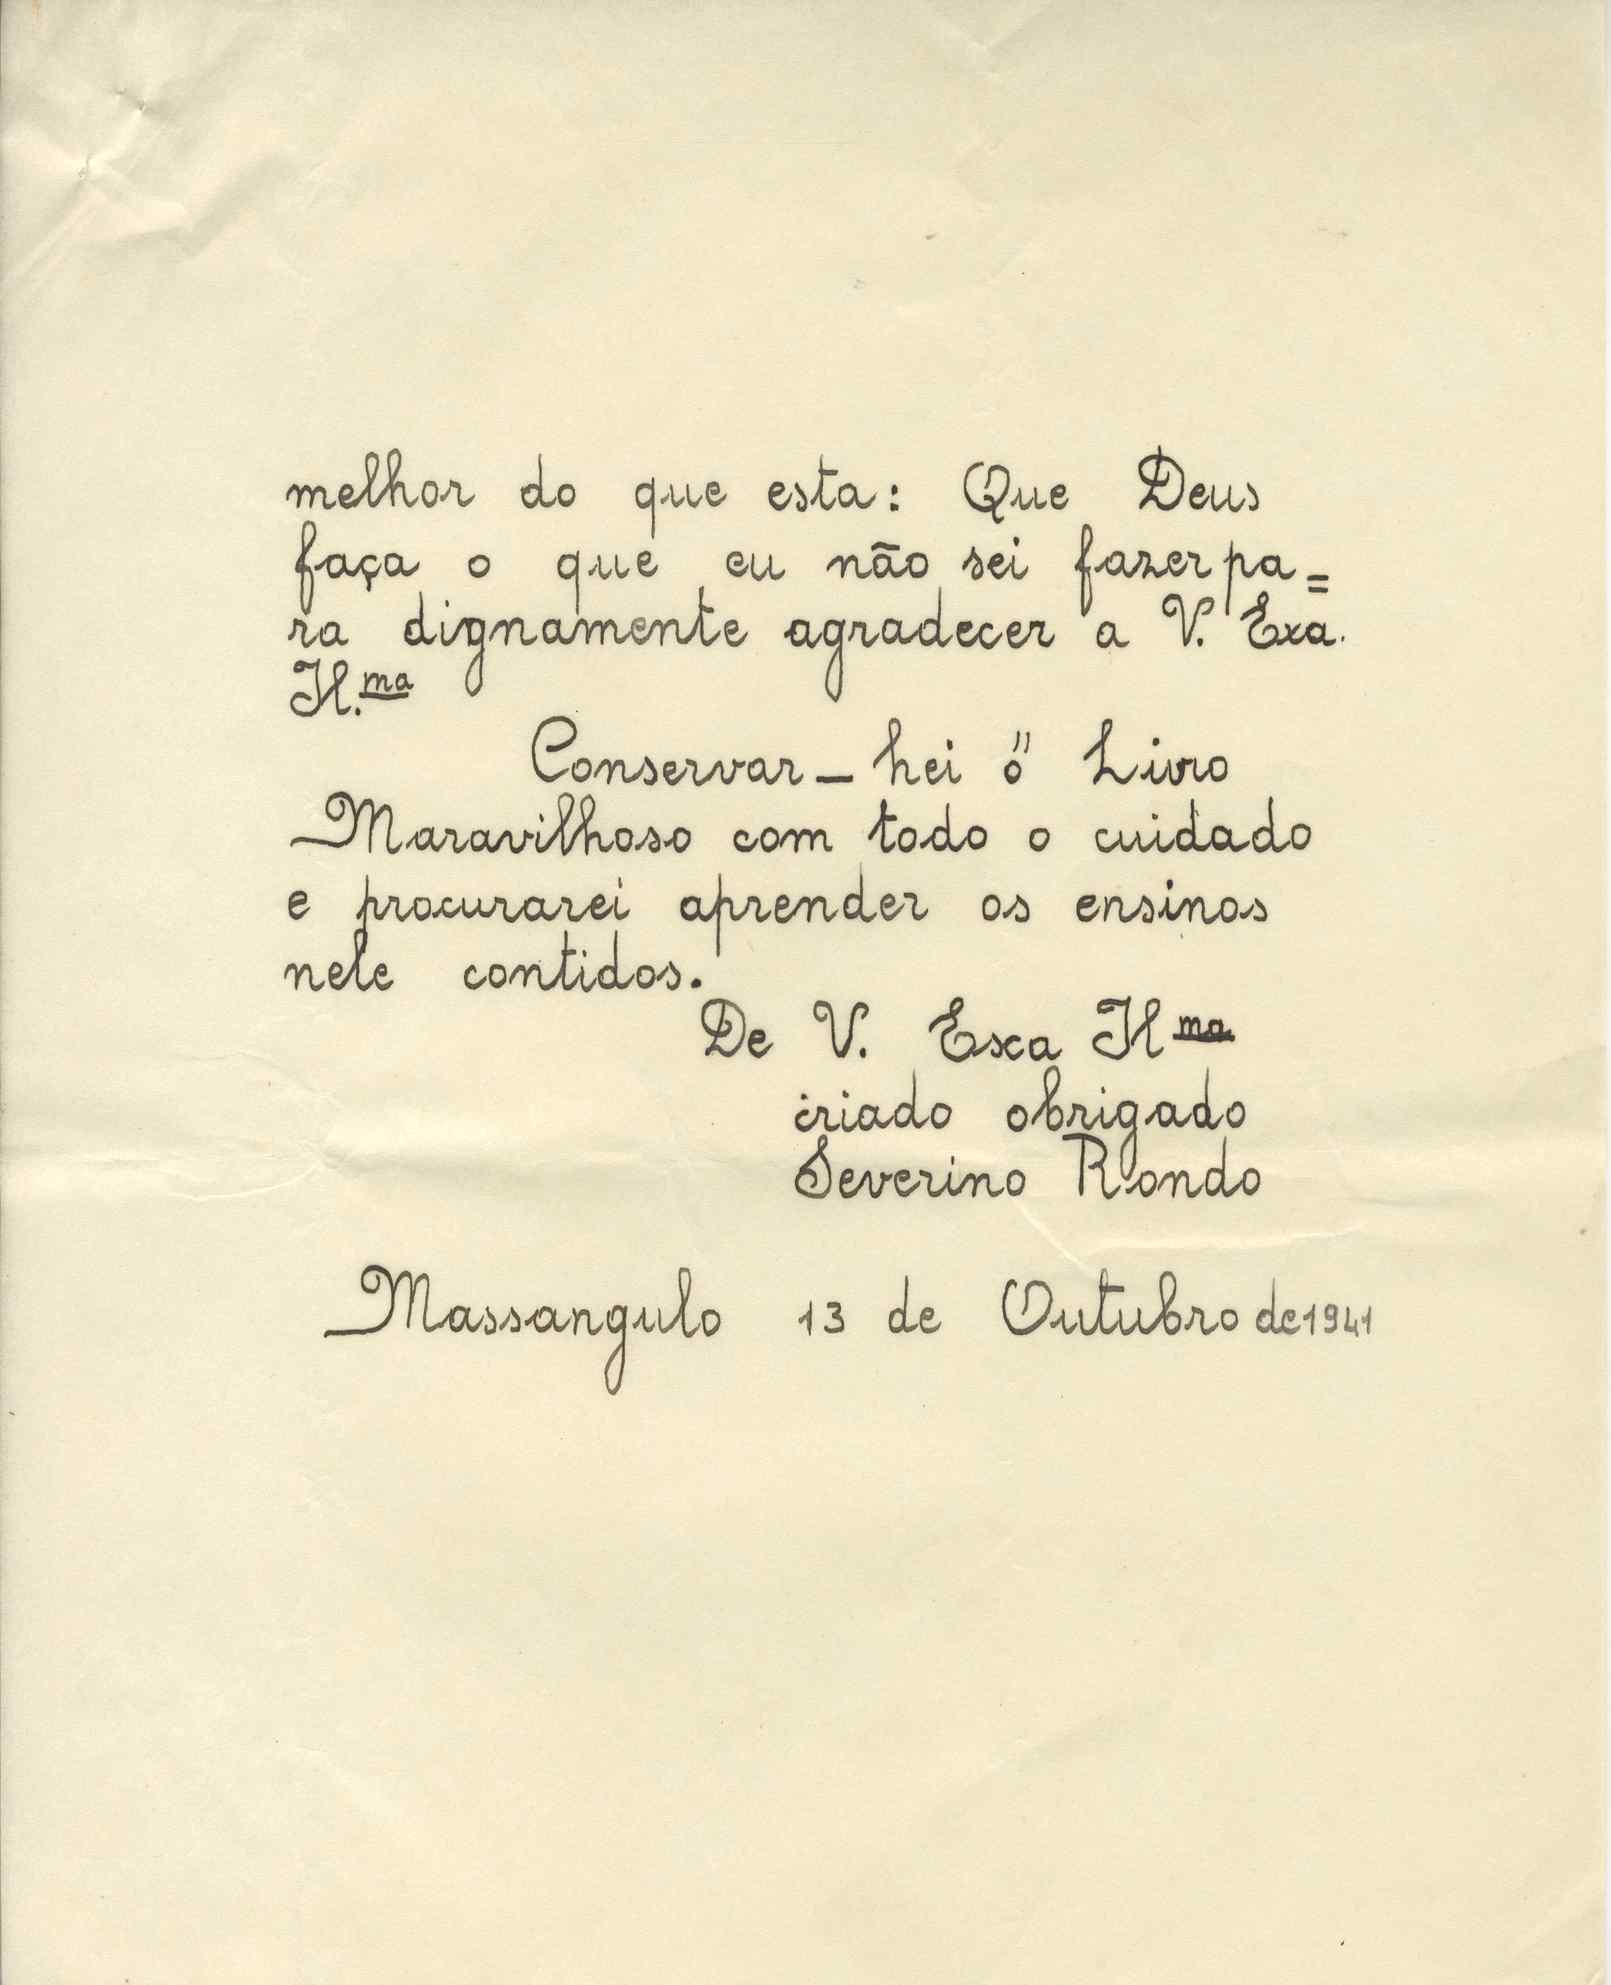 melhor do que esta: Que Deus
faça o que eu não sei fazer pa=
ra dignamente agradecer a V. Exa.
Il.ma
Conservar-hei o" Livro
Maravilhoso com todo o cuidado
e procurarei aprender os ensinos
nele contidos.
De V. Exca Il ma
criado obrigado
Severino Rondo
Massangulo 13 de Outubro de 1941